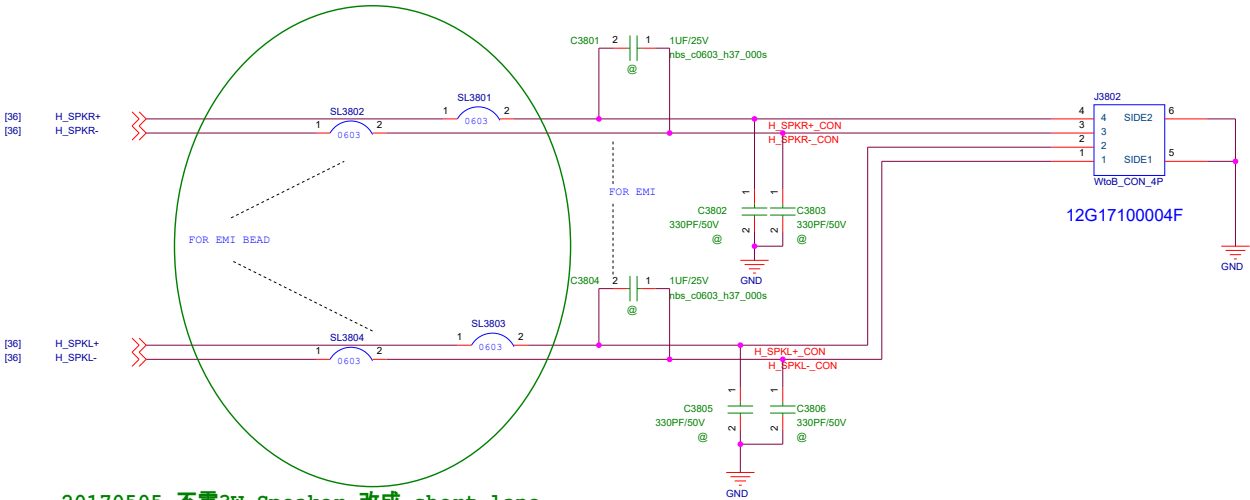 C3801 2 1 1UF/25V
nbs_c0603_h37_000s
@
J3802
[36] H_SPKR+
[36] H_SPKR-
SL3801
1 2
0603
SL3802
1 2
0603
H_SPKR+_CON
H_SPKR-_CON
4 4 SIDE2 6
3 3
2 2
1 1 SIDE1 5
WtoB_CON_4P
12G17100004F
FOR EMI
FOR EMI BEAD
C3802 1 1 C3803
330PF/50V 2 2 330PF/50V
@ @
GND
GND
C3804 2 1 1UF/25V
nbs_c0603_h37_000s
@
[36] H_SPKL+
[36] H_SPKL-
SL3803
1 2
0603
SL3804
1 2
0603
H_SPKL+_CON
H_SPKL-_CON
C3805 1 1 C3806
330PF/50V 2 2 330PF/50V
@ @
GND